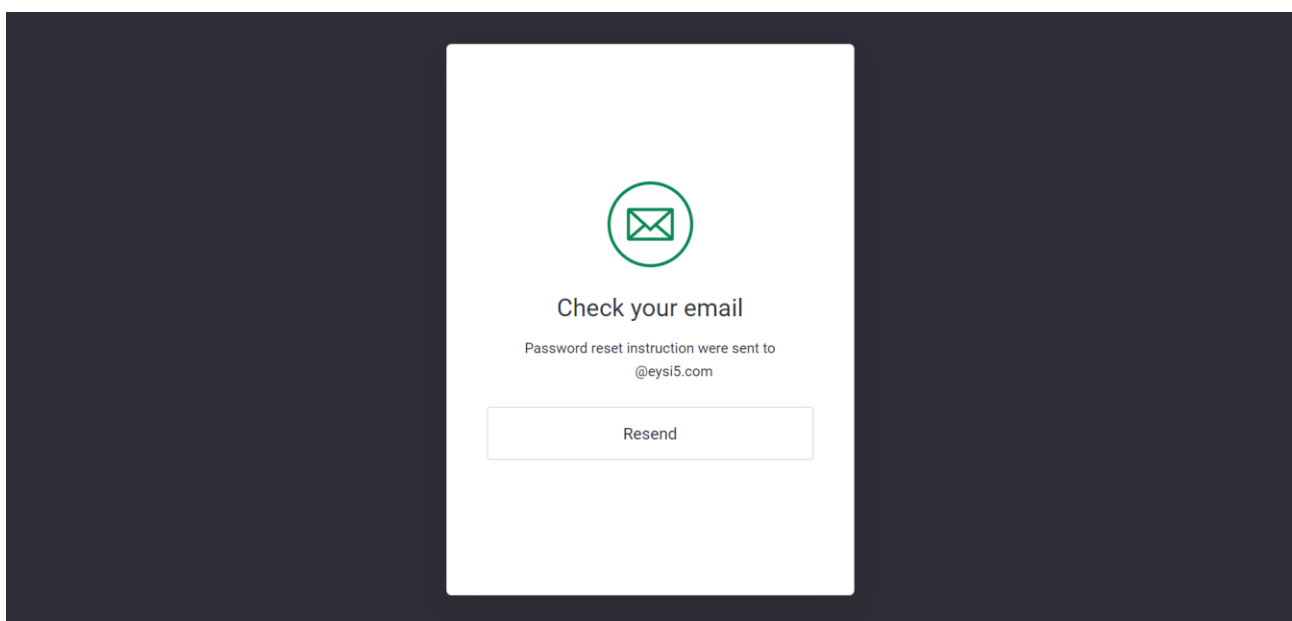 Check your email
Password reset instruction were sent to
@eysi5.com
Resend